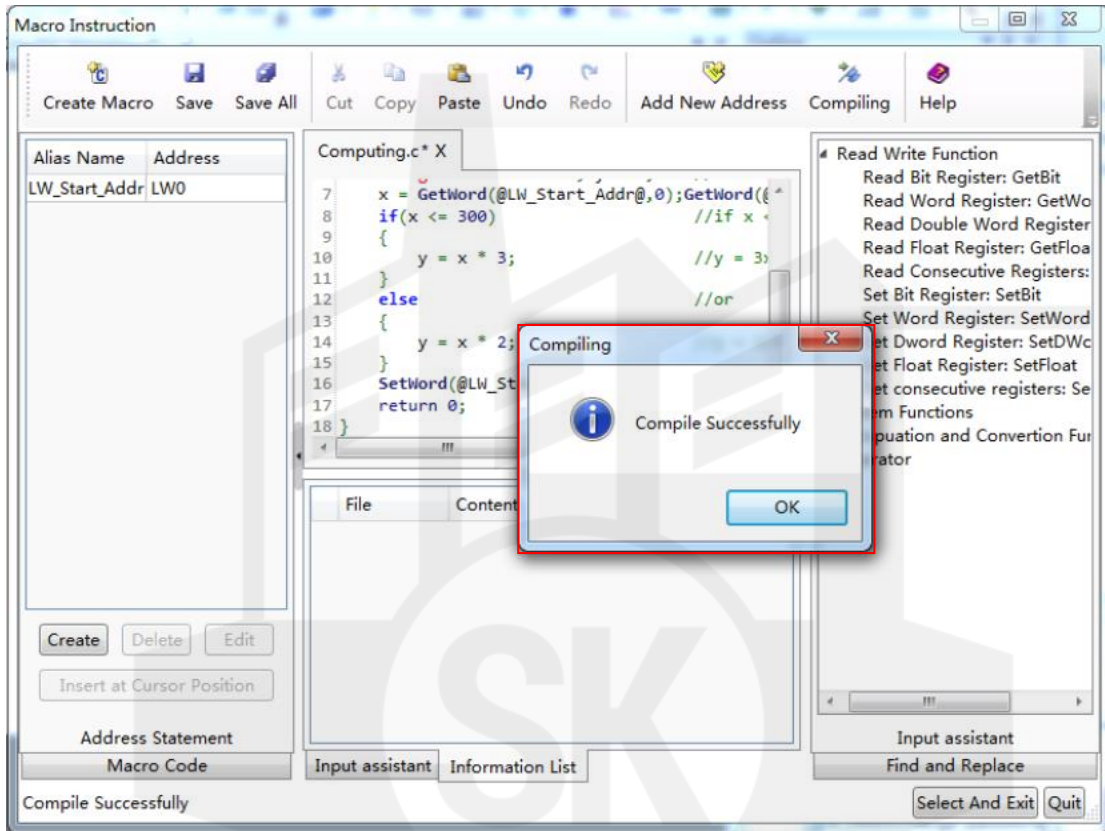 Macro Instruction
Create Macro Save Save All Cut Copy Paste Undo Redo Add New Address Compiling Help
Alias Name Address
LW_Start_Addr LW0
Computing.c* X
7 x = GetWord(@LW_Start_Addr@,0);GetWord(@
8 if(x <= 300) //if x <
9 {
10 y = x * 3; //y = 3x
11 }
12 else //or
13 {
14 y = x * 2;
15 }
16 SetWord(@LW_St
17 return 0;
18 }
File Content
Compiling
Compile Successfully
OK
Read Write Function
Read Bit Register: GetBit
Read Word Register: GetWo
Read Double Word Register
Read Float Register: GetFloa
Read Consecutive Registers:
Set Bit Register: SetBit
Set Word Register: SetWord
et Dword Register: SetDWc
et Float Register: SetFloat
et consecutive registers: Se
em Functions
puation and Convertion Fur
rator
Create Delete Edit
Insert at Cursor Position
Address Statement
Macro Code
Input assistant Information List
Input assistant
Find and Replace
Compile Successfully
Select And Exit Quit
SK